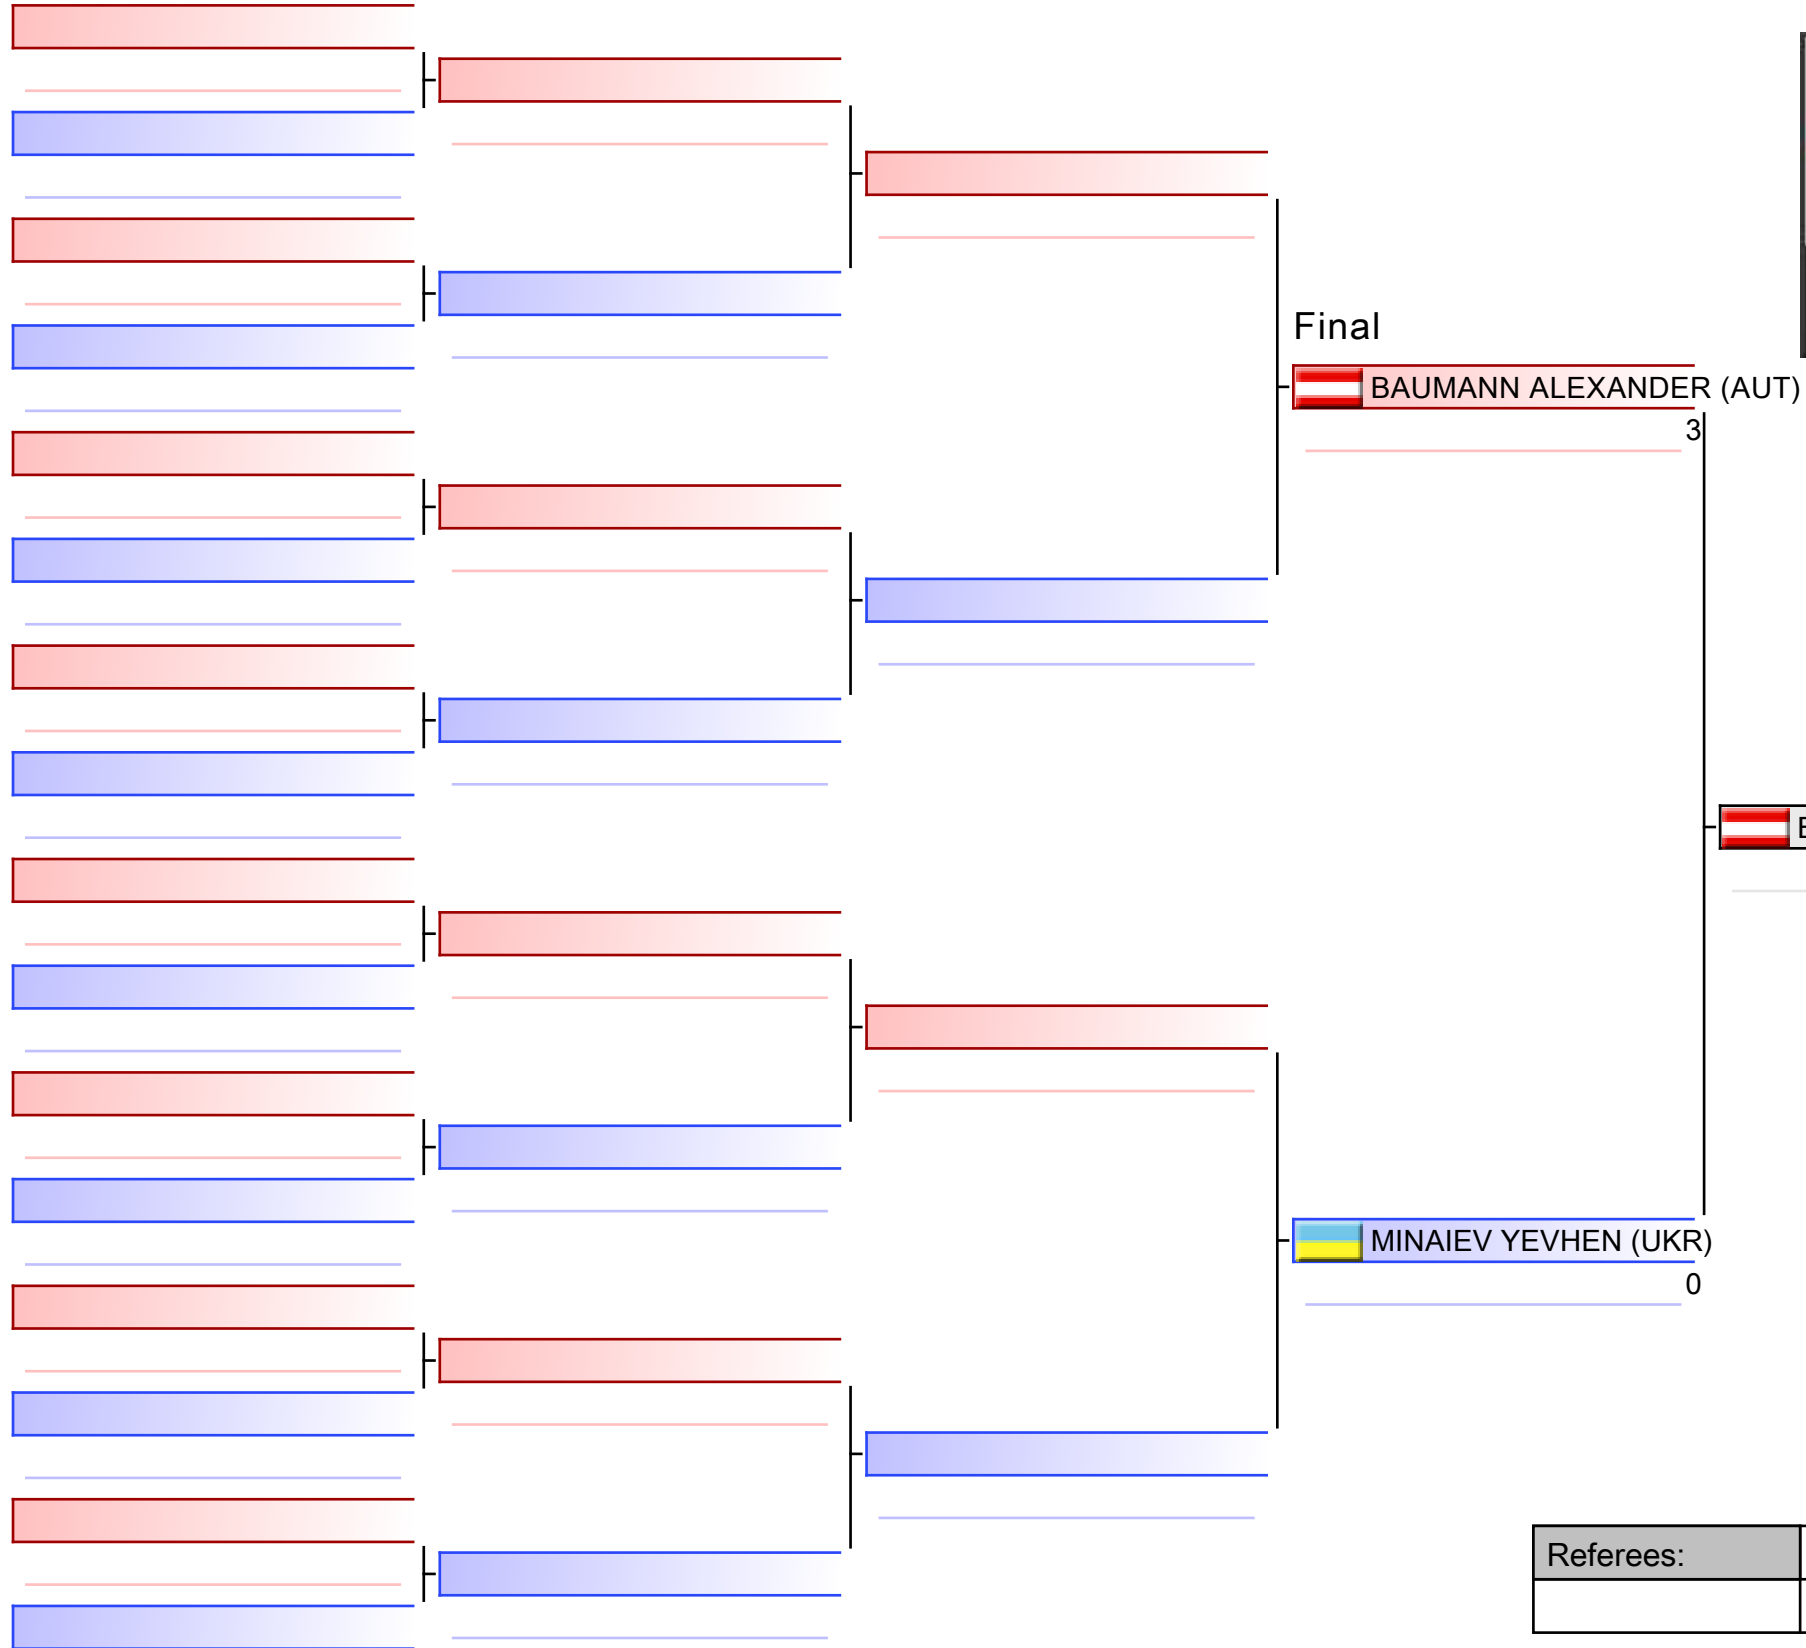 Final
BAUMANN ALEXANDER (AUT)
3
MINAIEV YEVHEN (UKR)
0
Referees: